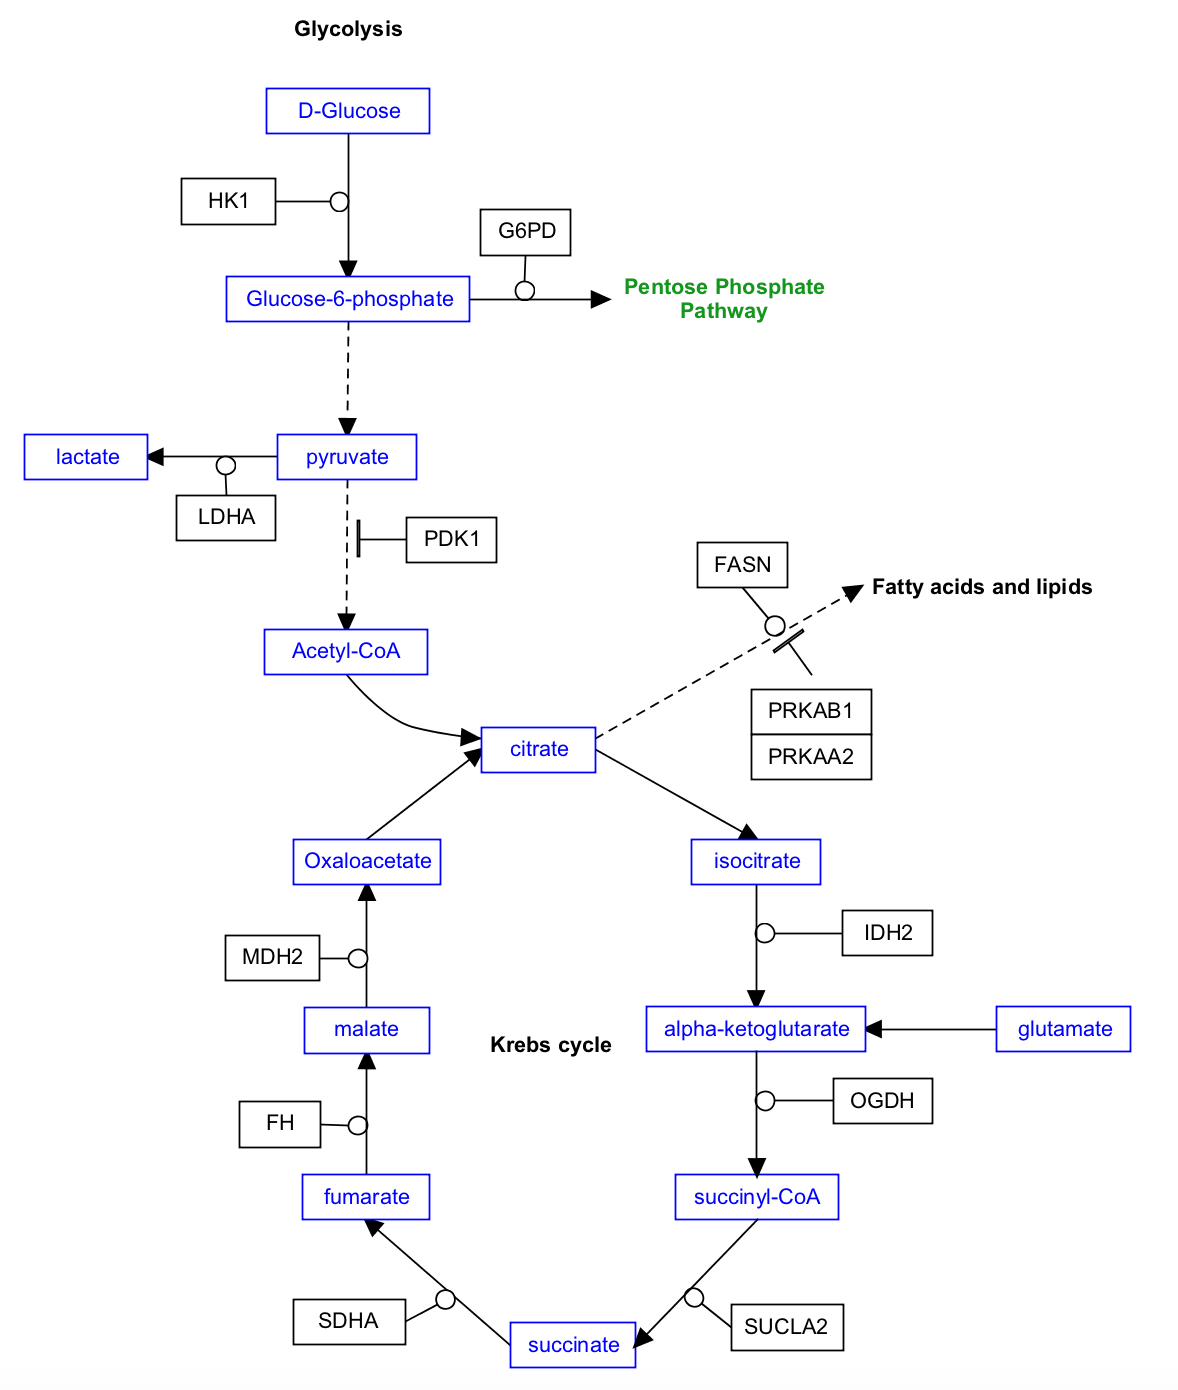 Glycolysis
D-Glucose
HK1
G6PD
Glucose-6-phosphate
Pentose Phosphate
Pathway
lactate
pyruvate
LDHA
PDK1
FASN
Fatty acids and lipids
Acetyl-CoA
PRKAB1
citrate
PRKAA2
Oxaloacetate
isocitrate
IDH2
MDH2
malate
Krebs cycle
alpha-ketoglutarate
glutamate
OGDH
FH
fumarate
succinyl-CoA
SDHA
SUCLA2
succinate